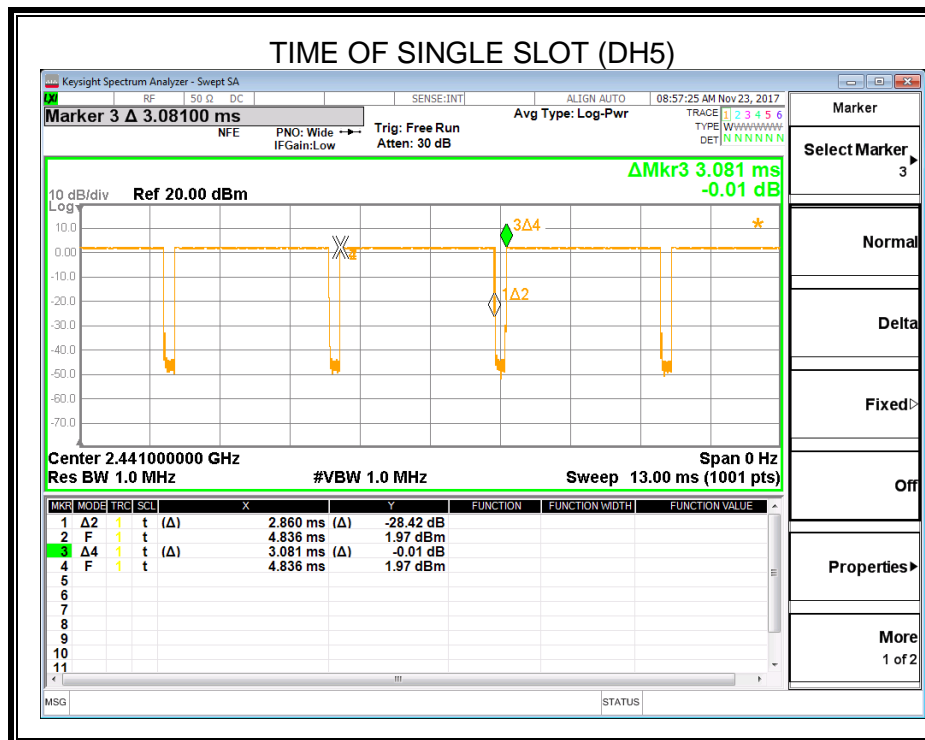 TIME OF SINGLE SLOT (DH5)
Keysight Spectrum Analyzer - Swept SA
LXI RF 50 Ω DC SENSE:INT ALIGN AUTO 08:57:25 AM Nov 23, 2017
Marker 3 Δ 3.08100 ms
NFE
PNO: Wide
IFGain:Low
Trig: Free Run
Atten: 30 dB
Avg Type: Log-Pwr
TRACE 1 2 3 4 5 6
TYPE WWWWWW
DET N N N N N N
ΔMkr3 3.081 ms
-0.01 dB
10 dB/div Ref 20.00 dBm
Log
10.0
0.00
-10.0
-20.0
-30.0
-40.0
-50.0
-60.0
-70.0
3Δ4
1Δ2
Center 2.441000000 GHz Span 0 Hz
Res BW 1.0 MHz #VBW 1.0 MHz Sweep 13.00 ms (1001 pts)
MKR MODE TRC SCL X Y FUNCTION FUNCTION WIDTH FUNCTION VALUE
1 Δ2 1 t (Δ) 2.860 ms (Δ) -28.42 dB
2 F 1 t 4.836 ms 1.97 dBm
3 Δ4 1 t (Δ) 3.081 ms (Δ) -0.01 dB
4 F 1 t 4.836 ms 1.97 dBm
5
6
7
8
9
10
11
MSG STATUS
Marker
Select Marker
3
Normal
Delta
Fixed
Off
Properties
More
1 of 2